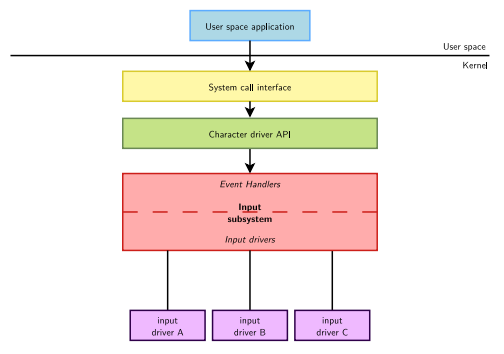 User space application
User space
Kernel
System call interface
Character driver API
Event Handlers
Input
subsystem
Input drivers
input
driver A
input
driver B
input
driver C